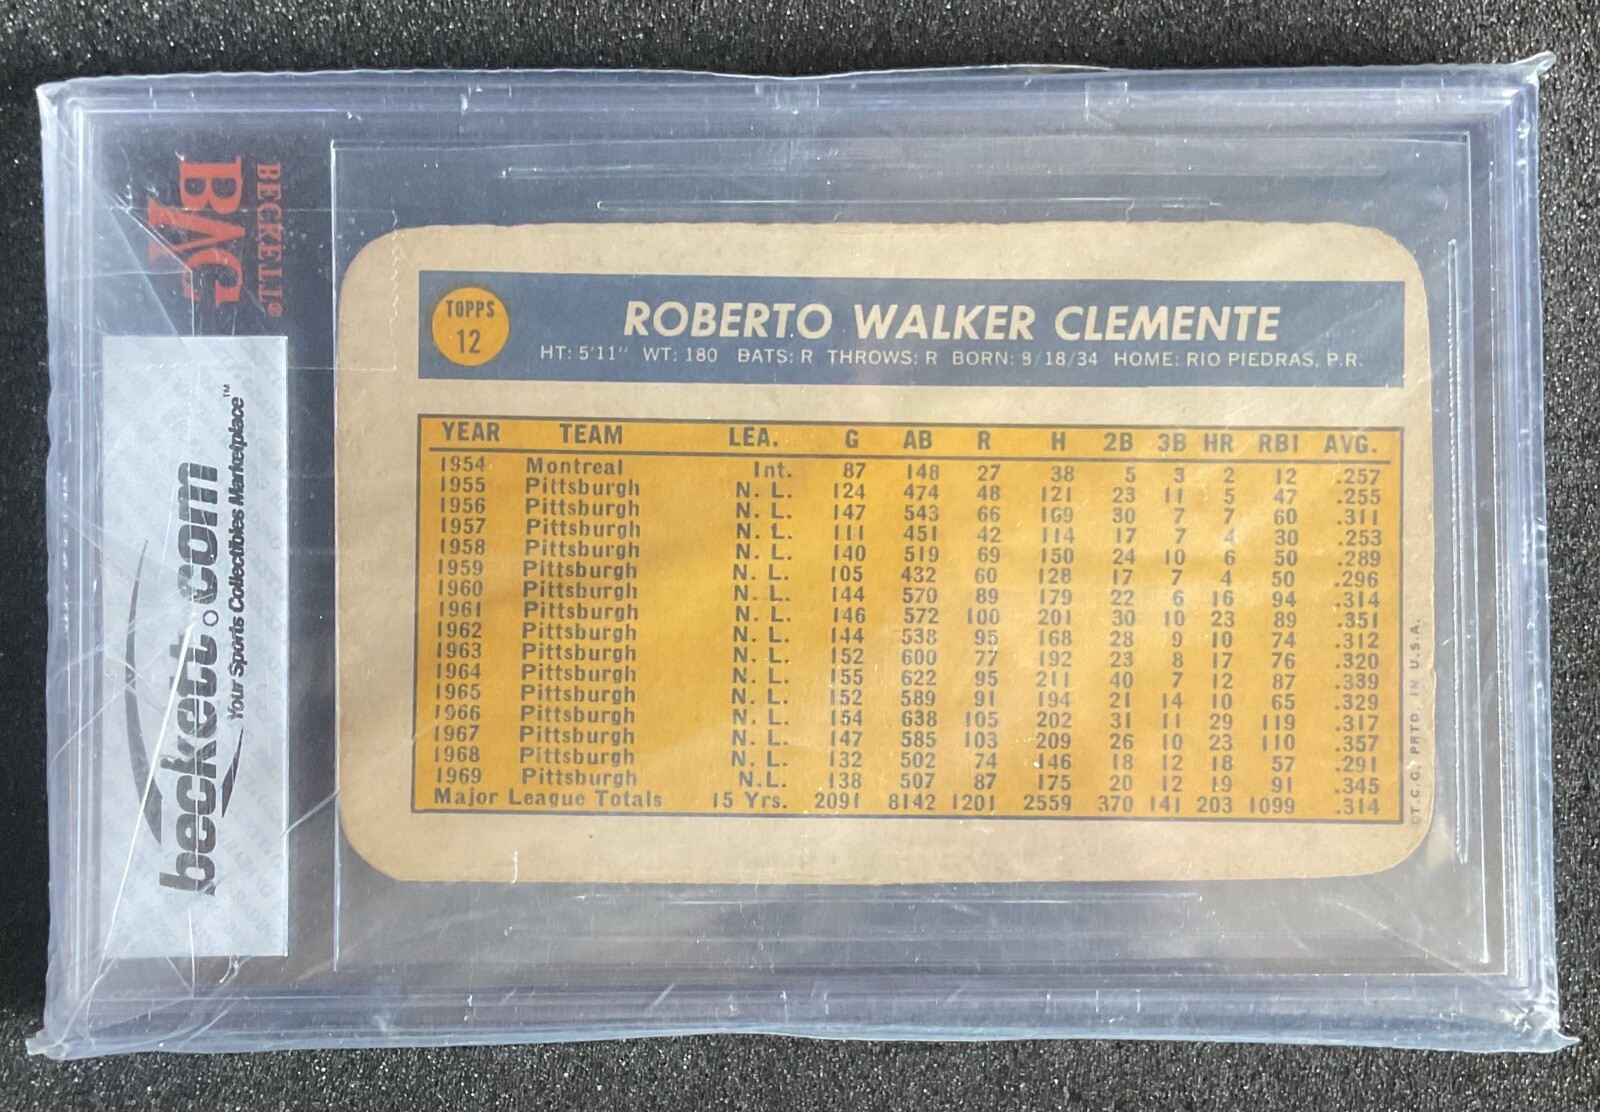 BECKETT®
BVG
beckett.com
Your Sports Collectibles Marketplace™
TOPPS
12
ROBERTO WALKER CLEMENTE
HT: 5'11" WT: 180 BATS: R THROWS: R BORN: 8/18/34 HOME: RIO PIEDRAS, P.R.
YEAR TEAM LEA. G AB R H 2B 3B HR RBI AVG.
1954 Montreal Int. 87 148 27 38 5 3 2 12 .257
1955 Pittsburgh N. L. 124 474 48 121 23 11 5 47 .255
1956 Pittsburgh N. L. 147 543 66 169 30 7 7 60 .311
1957 Pittsburgh N. L. 111 451 42 114 17 7 4 30 .253
1958 Pittsburgh N. L. 140 519 69 150 24 10 6 50 .289
1959 Pittsburgh N. L. 105 432 60 128 17 7 4 50 .296
1960 Pittsburgh N. L. 144 570 89 179 22 6 16 94 .314
1961 Pittsburgh N. L. 146 572 100 201 30 10 23 89 .351
1962 Pittsburgh N. L. 144 538 95 168 28 9 10 74 .312
1963 Pittsburgh N. L. 152 600 77 192 23 8 17 76 .320
1964 Pittsburgh N. L. 155 622 95 211 40 7 12 87 .339
1965 Pittsburgh N. L. 152 589 91 194 21 14 10 65 .329
1966 Pittsburgh N. L. 154 638 105 202 31 11 29 119 .317
1967 Pittsburgh N. L. 147 585 103 209 26 10 23 110 .357
1968 Pittsburgh N. L. 132 502 74 146 18 12 18 57 .291
1969 Pittsburgh N.L. 138 507 87 175 20 12 19 91 .345
Major League Totals 15 Yrs. 2091 8142 1201 2559 370 141 203 1099 .314
©T.C.G. PRTD. IN U.S.A.